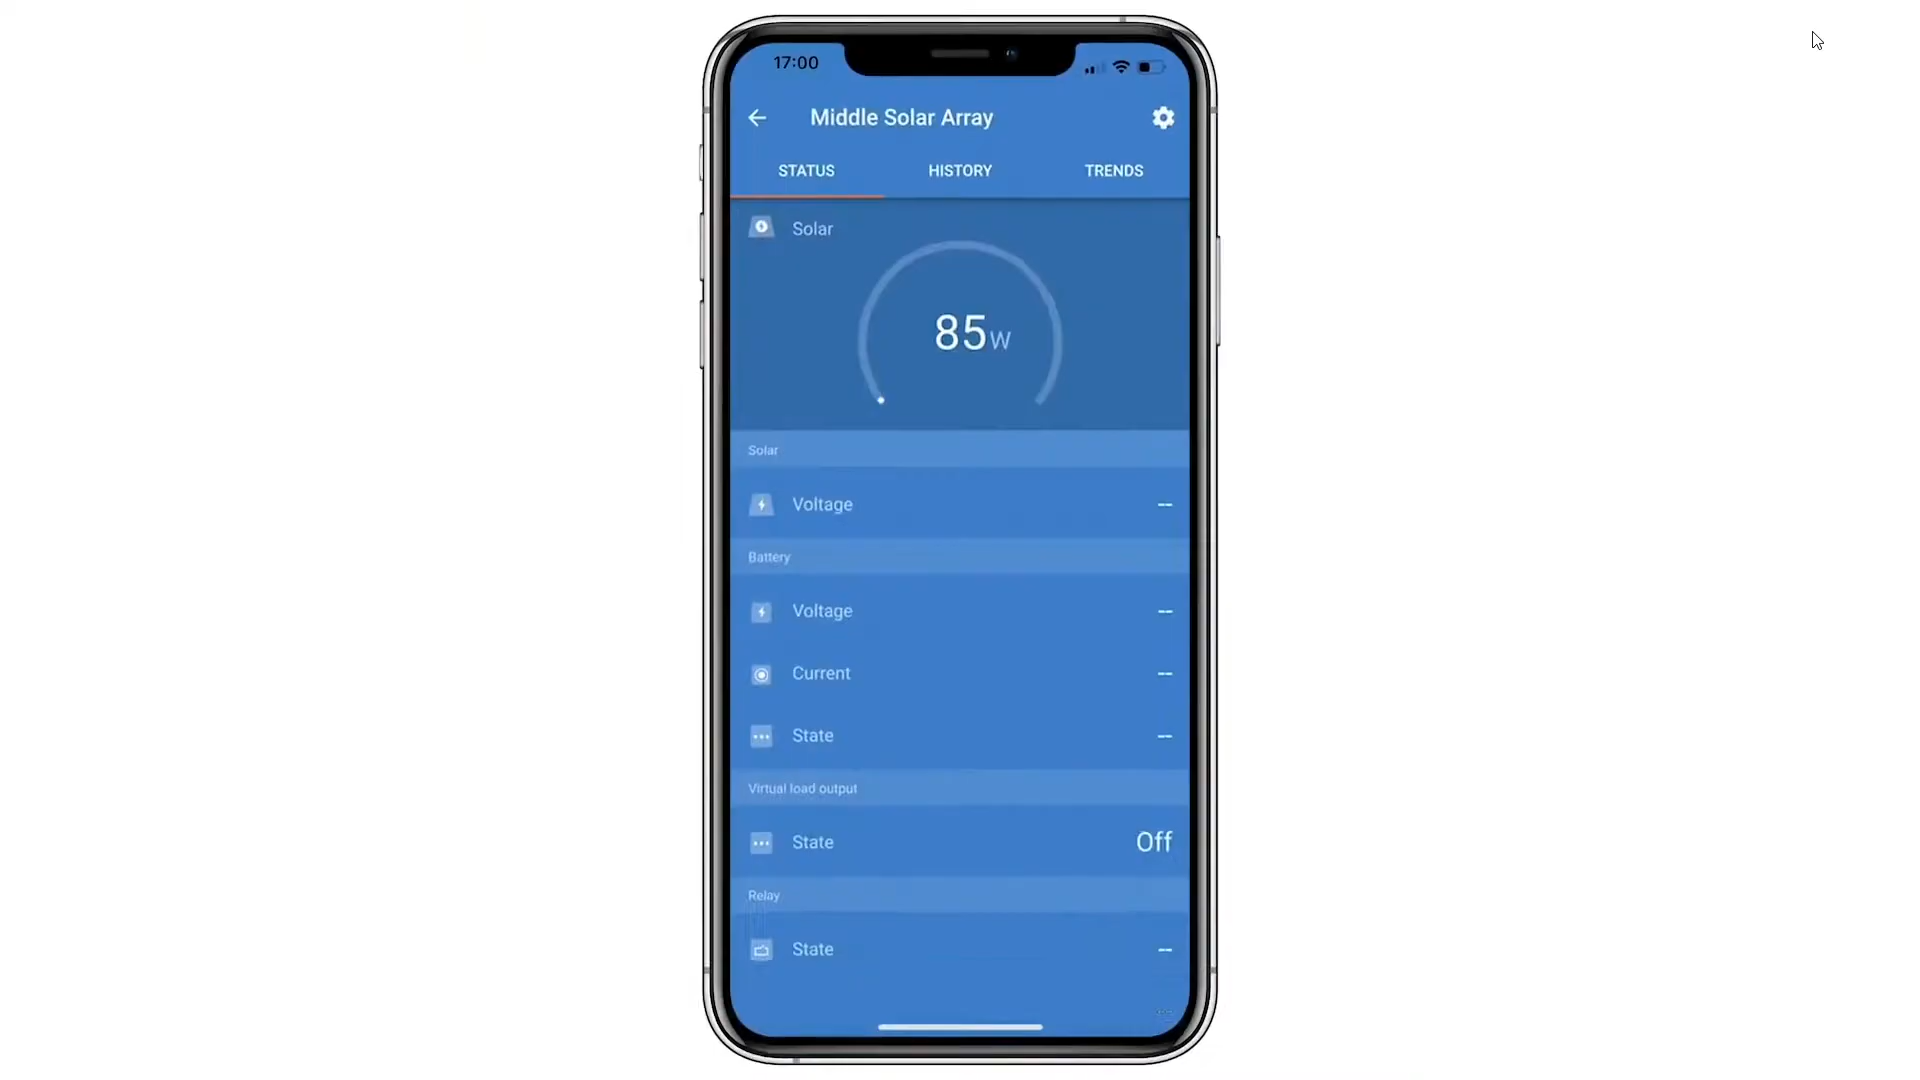 17:00
Middle Solar Array
STATUS HISTORY TRENDS
Solar
85W
Solar
Voltage --
Battery
Voltage --
Current --
State --
Virtual load output
State Off
Relay
State --